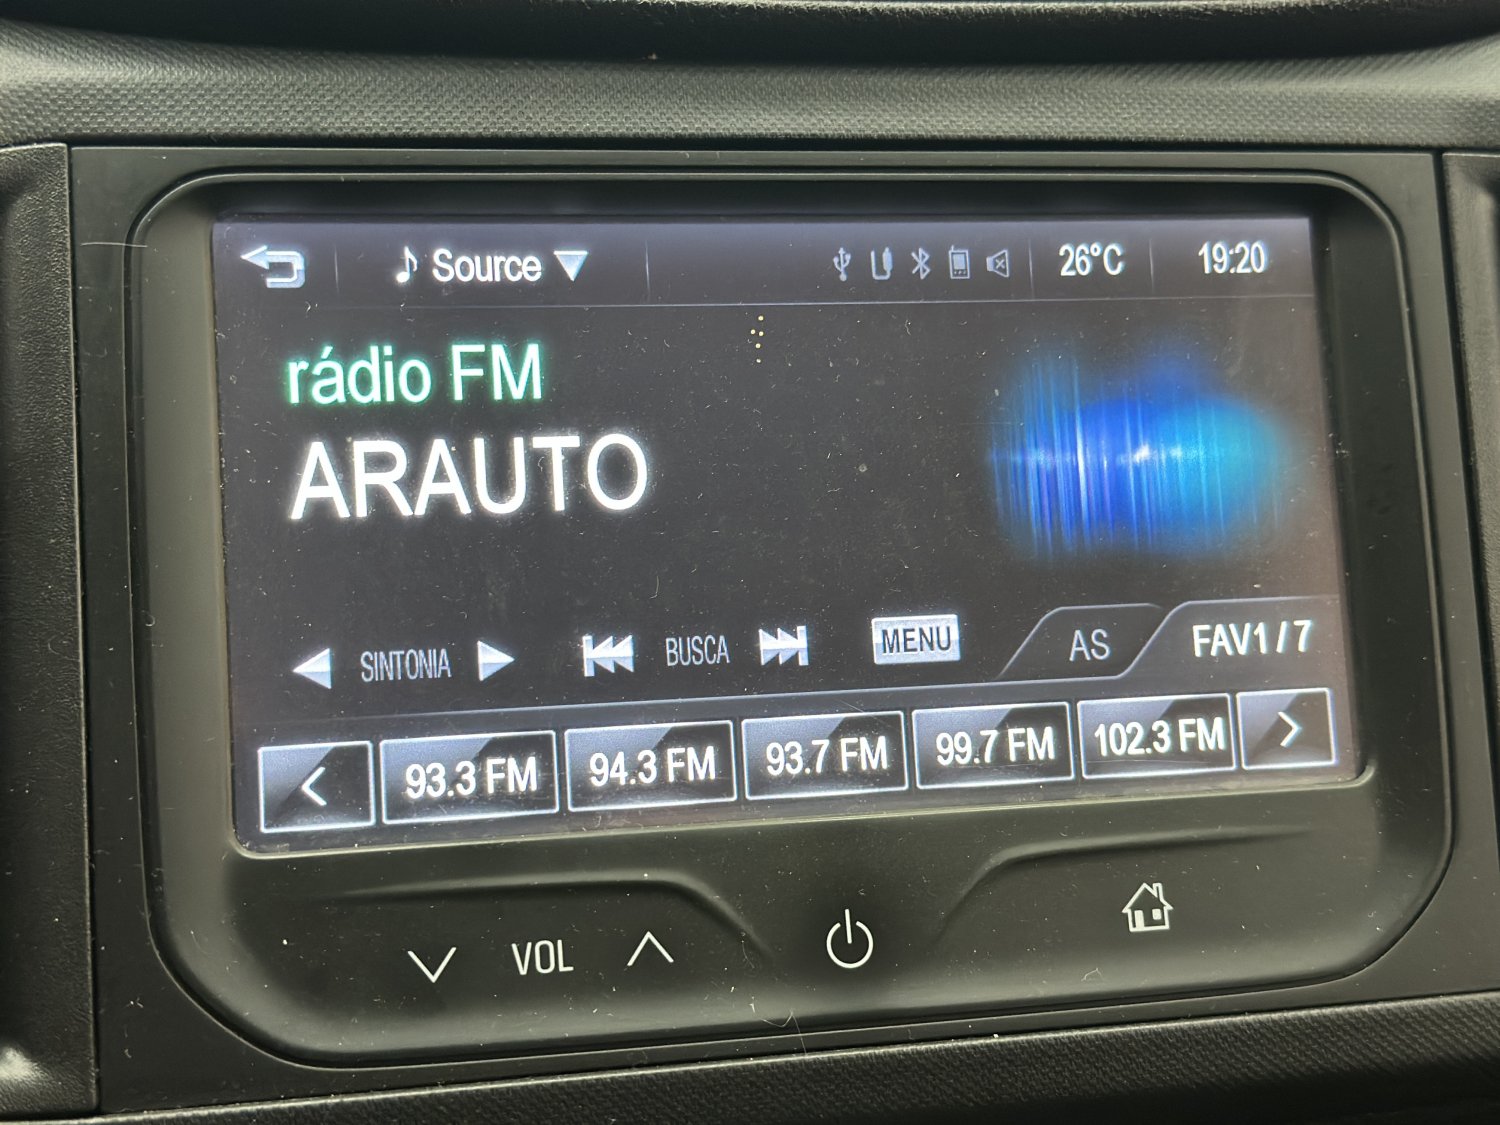 Source 26°C 19:20
rádio FM
ARAUTO
SINTONIA BUSCA MENU AS FAV1/7
93.3 FM 94.3 FM 93.7 FM 99.7 FM 102.3 FM
VOL